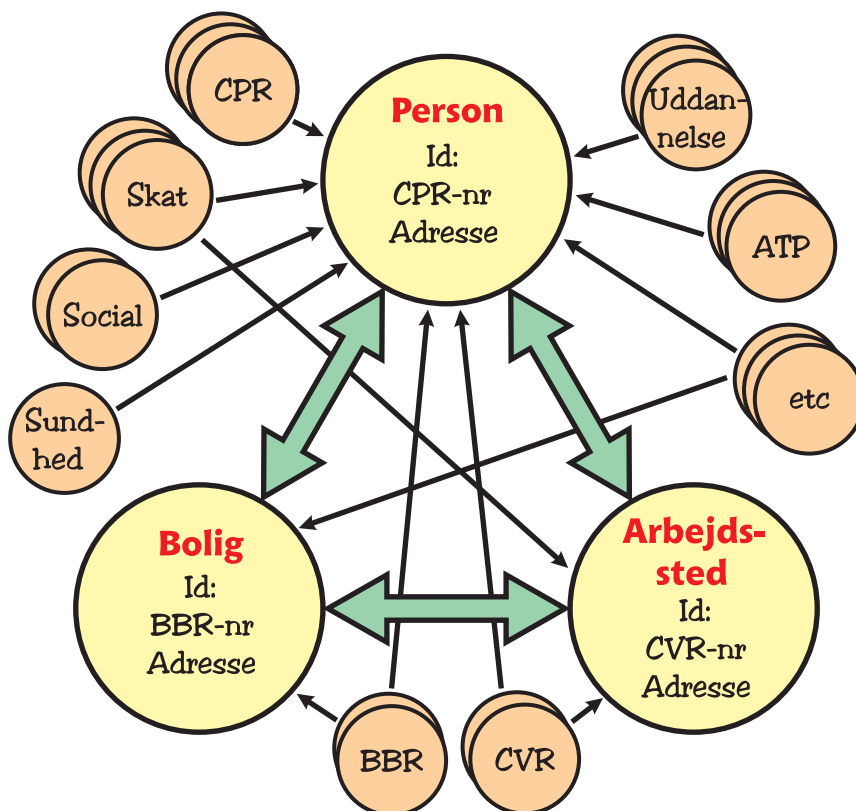 CPR
Person
Id:
CPR-nr
Adresse
Uddan-
nelse
Skat
ATP
Social
etc
Sund-
hed
Bolig
Id:
BBR-nr
Adresse
Arbejds-
sted
Id:
CVR-nr
Adresse
BBR
CVR